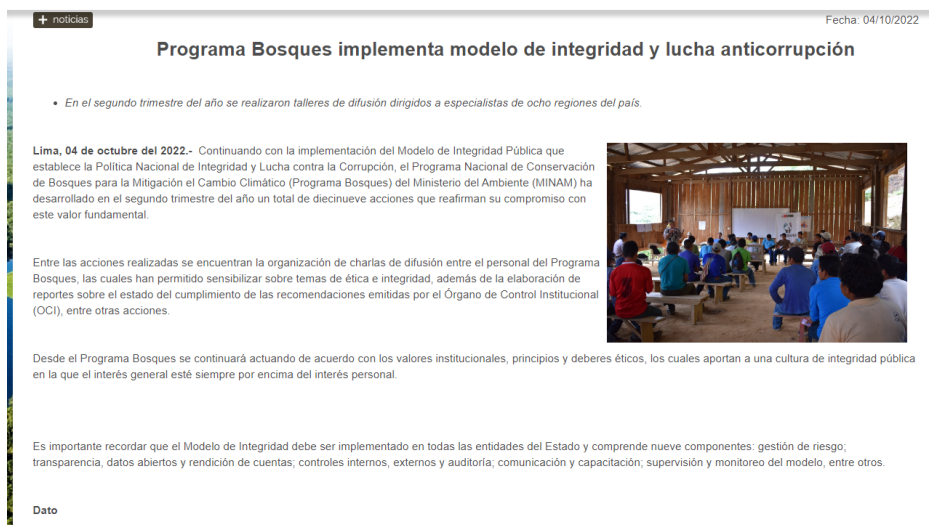 + noticias
Fecha: 04/10/2022
Programa Bosques implementa modelo de integridad y lucha anticorrupción
• En el segundo trimestre del año se realizaron talleres de difusión dirigidos a especialistas de ocho regiones del país.
Lima, 04 de octubre del 2022.- Continuando con la implementación del Modelo de Integridad Pública que
establece la Política Nacional de Integridad y Lucha contra la Corrupción, el Programa Nacional de Conservación
de Bosques para la Mitigación el Cambio Climático (Programa Bosques) del Ministerio del Ambiente (MINAM) ha
desarrollado en el segundo trimestre del año un total de diecinueve acciones que reafirman su compromiso con
este valor fundamental.
Entre las acciones realizadas se encuentran la organización de charlas de difusión entre el personal del Programa
Bosques, las cuales han permitido sensibilizar sobre temas de ética e integridad, además de la elaboración de
reportes sobre el estado del cumplimiento de las recomendaciones emitidas por el Órgano de Control Institucional
(OCI), entre otras acciones.
Desde el Programa Bosques se continuará actuando de acuerdo con los valores institucionales, principios y deberes éticos, los cuales aportan a una cultura de integridad pública
en la que el interés general esté siempre por encima del interés personal.
Es importante recordar que el Modelo de Integridad debe ser implementado en todas las entidades del Estado y comprende nueve componentes: gestión de riesgo;
transparencia, datos abiertos y rendición de cuentas; controles internos, externos y auditoría; comunicación y capacitación; supervisión y monitoreo del modelo, entre otros.
Dato